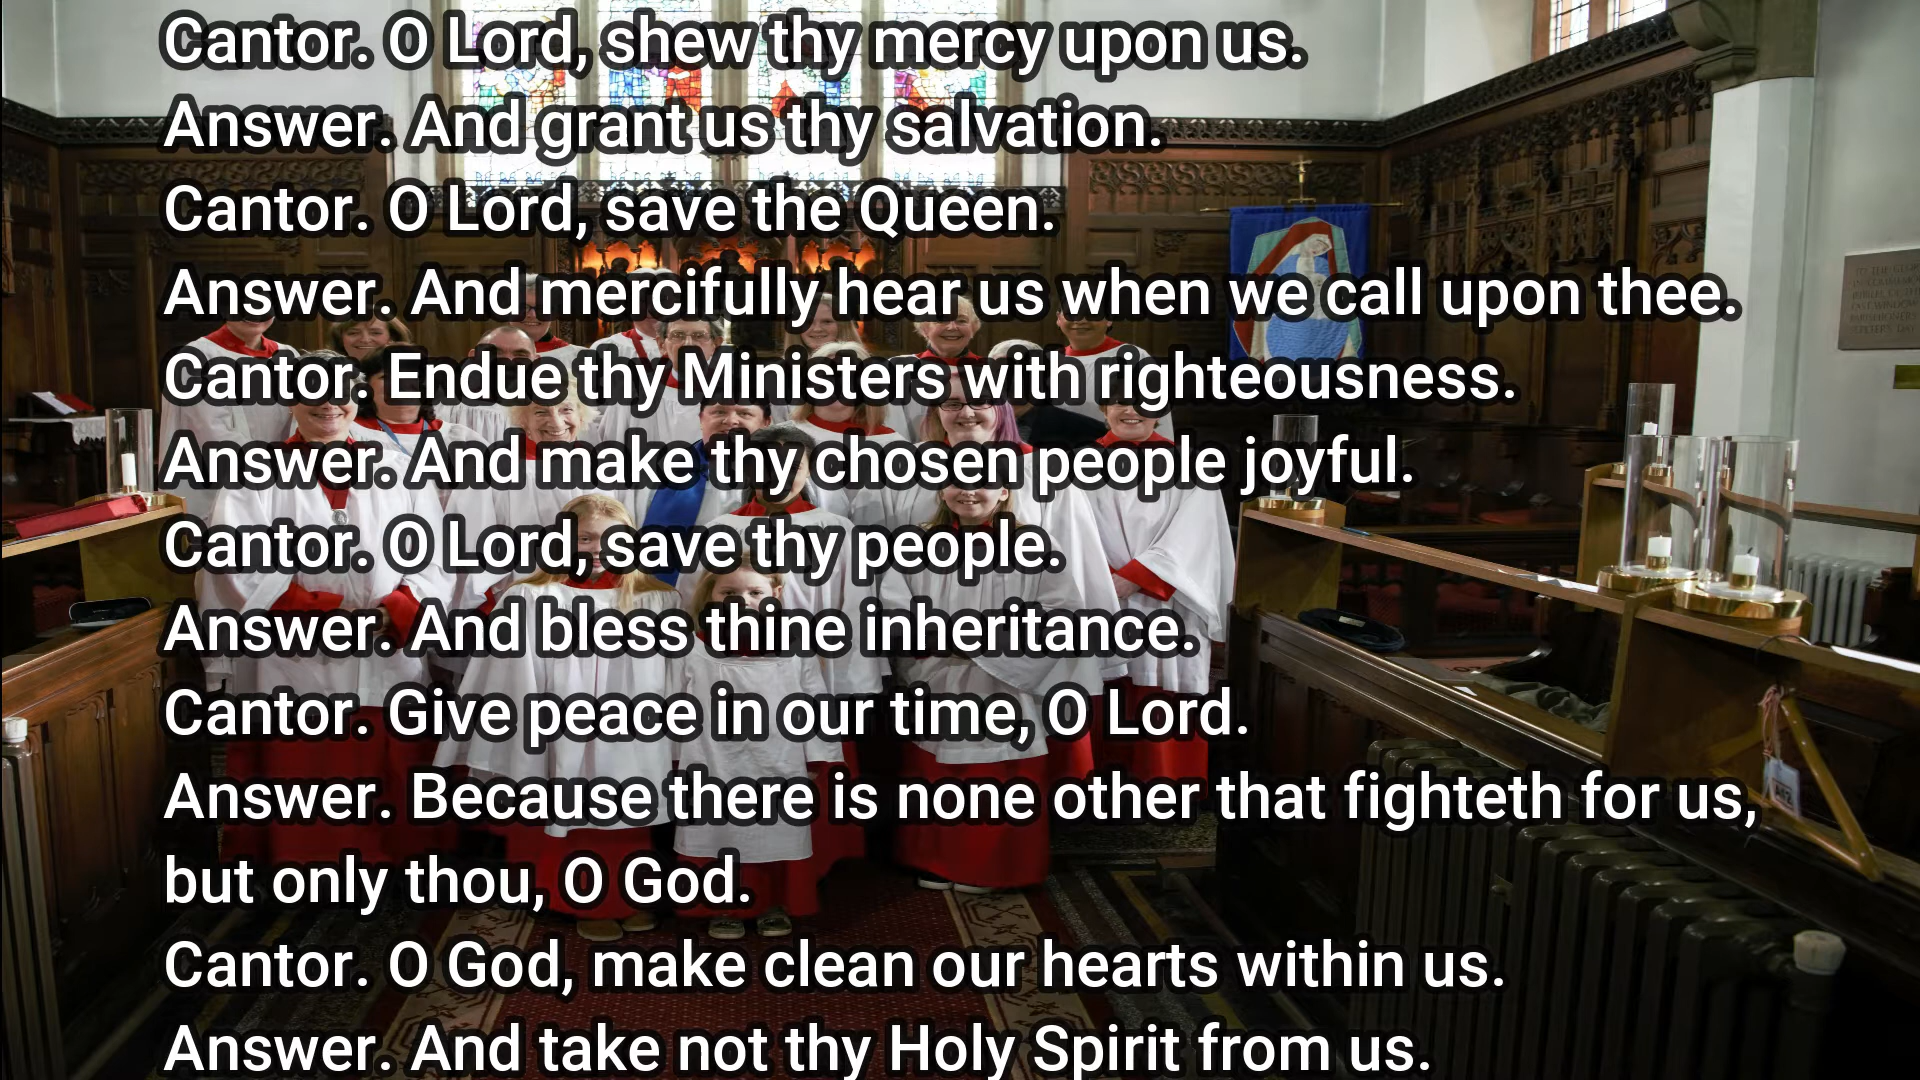 Cantor. O Lord, shew thy mercy upon us.
Answer. And grant us thy salvation.
Cantor. O Lord, save the Queen.
Answer. And mercifully hear us when we call upon thee.
Cantor. Endue thy Ministers with righteousness.
Answer. And make thy chosen people joyful.
Cantor. O Lord, save thy people.
Answer. And bless thine inheritance.
Cantor. Give peace in our time, O Lord.
Answer. Because there is none other that fighteth for us,
but only thou, O God.
Cantor. O God, make clean our hearts within us.
Answer. And take not thy Holy Spirit from us.